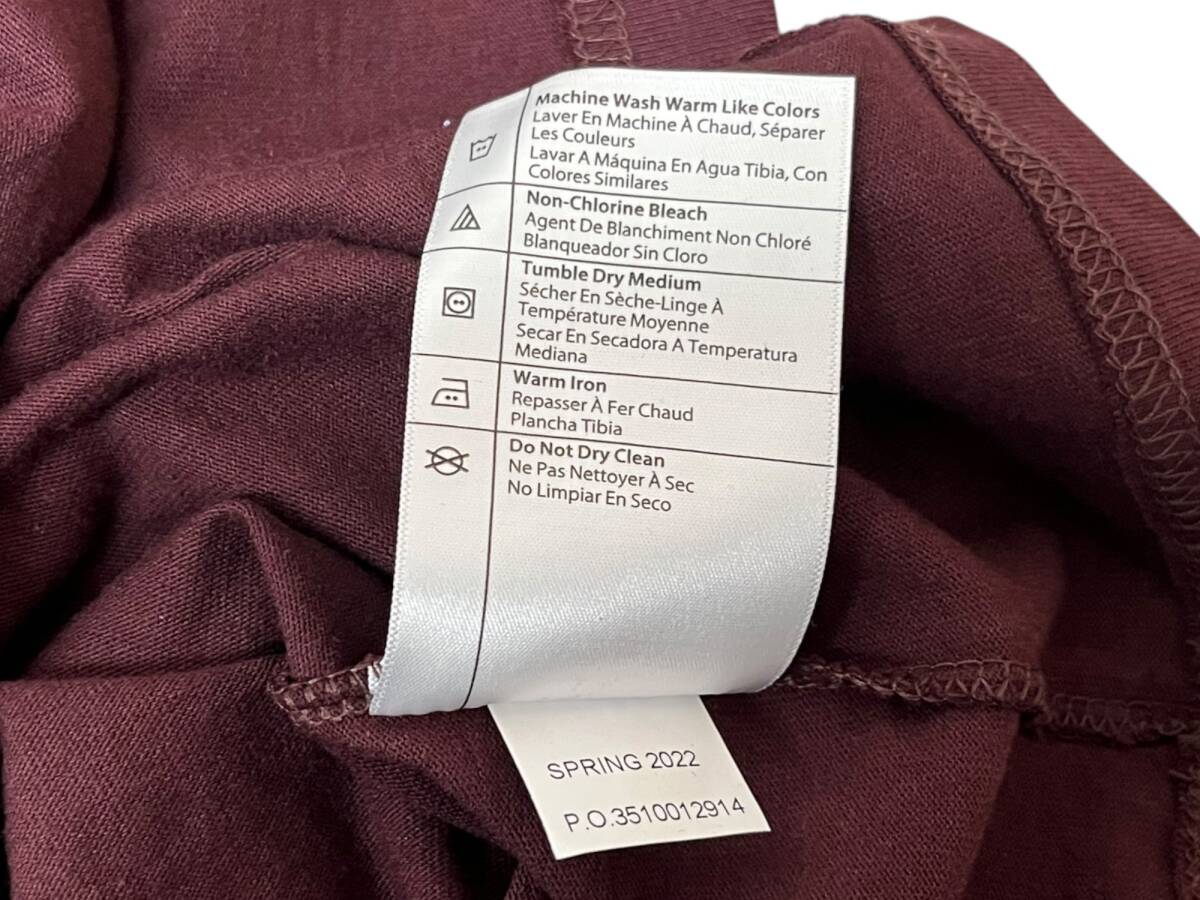 Machine Wash Warm Like Colors
Laver En Machine À Chaud, Séparer
Les Couleurs
Lavar A Máquina En Agua Tibia, Con
Colores Similares
Non-Chlorine Bleach
Agent De Blanchiment Non Chloré
Blanqueador Sin Cloro
Tumble Dry Medium
Sécher En Sèche-Linge À
Température Moyenne
Secar En Secadora A Temperatura
Mediana
Warm Iron
Repasser À Fer Chaud
Plancha Tibia
Do Not Dry Clean
Ne Pas Nettoyer À Sec
No Limpiar En Seco
SPRING 2022
P.O.3510012914